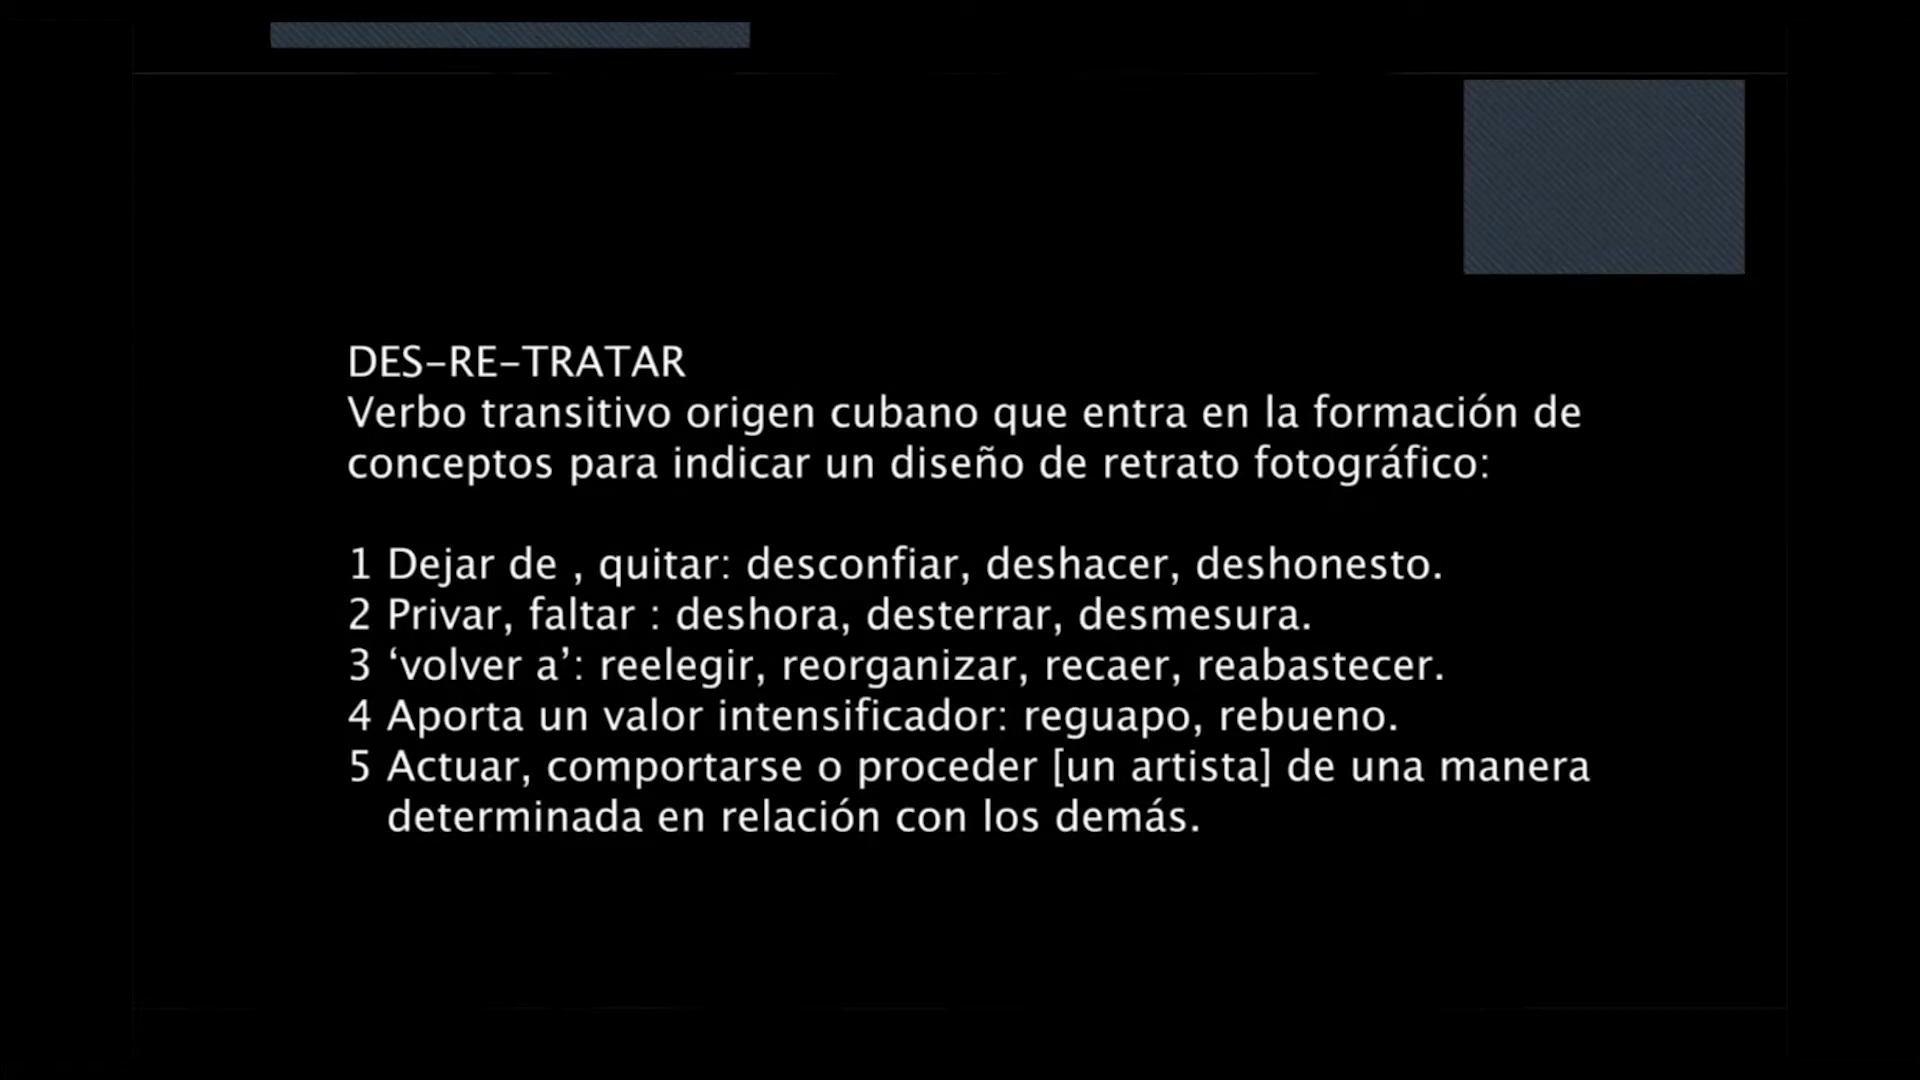 DES-RE-TRATAR
Verbo transitivo origen cubano que entra en la formación de
conceptos para indicar un diseño de retrato fotográfico:
1 Dejar de , quitar: desconfiar, deshacer, deshonesto.
2 Privar, faltar : deshora, desterrar, desmesura.
3 ‘volver a’: reelegir, reorganizar, recaer, reabastecer.
4 Aporta un valor intensificador: reguapo, rebueno.
5 Actuar, comportarse o proceder [un artista] de una manera
determinada en relación con los demás.